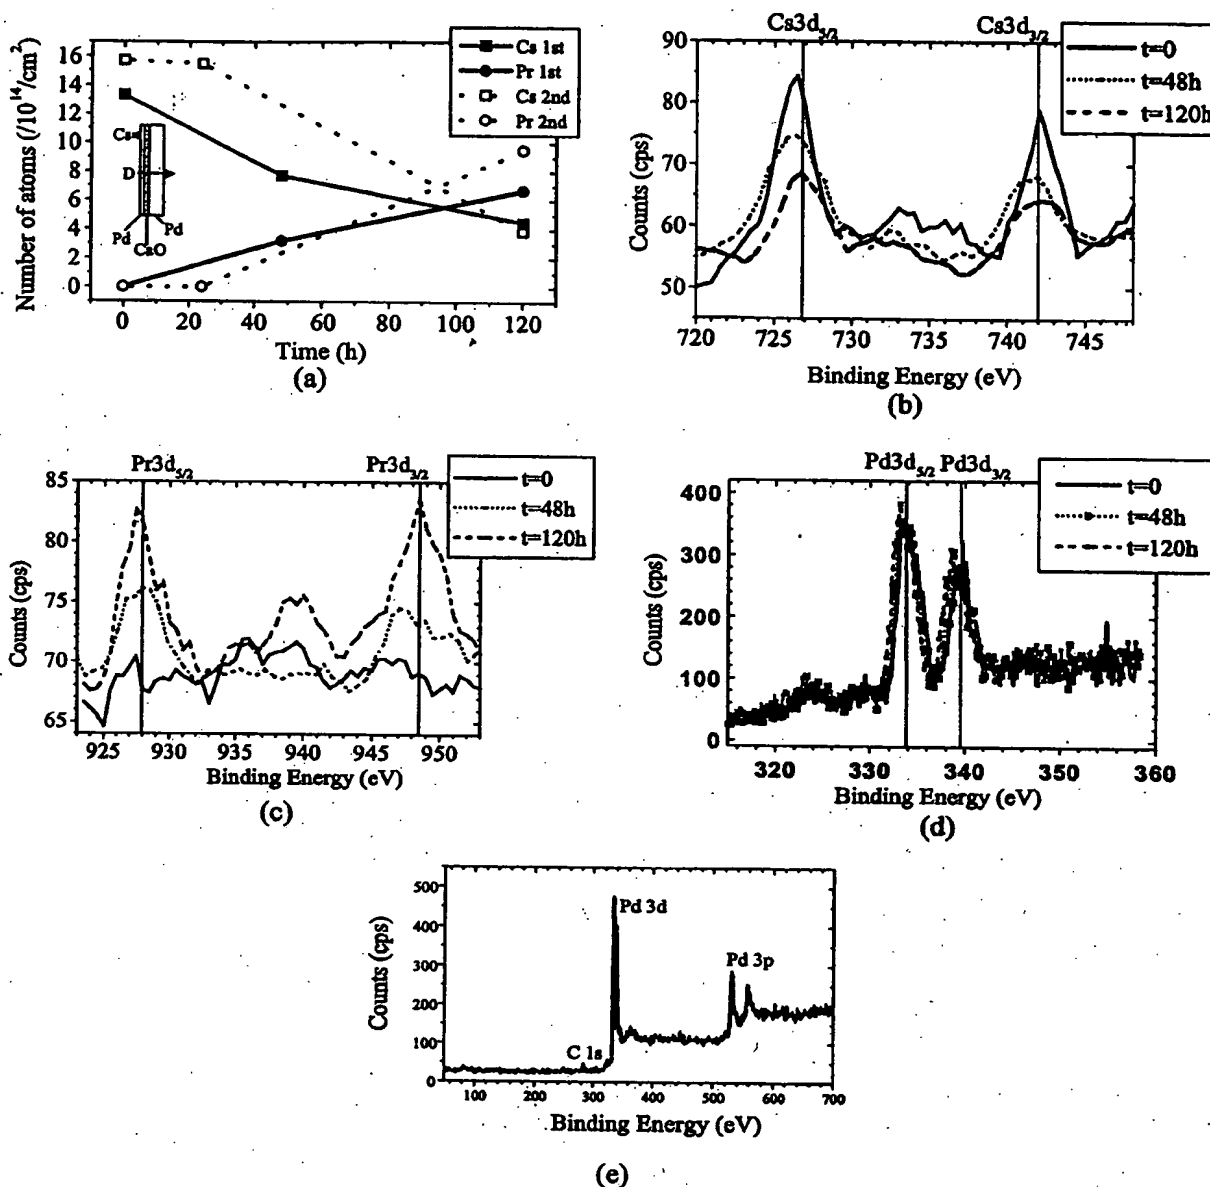 Number of atoms (/10¹⁴/cm²)
16
14
12
10
8
6
4
2
0
0 20 40 60 80 100 120
Time (h)
(a)
Cs 1st
Pr 1st
Cs 2nd
Pr 2nd
Cs
D
Pd
CaO
Pd
Cs3d5/2 Cs3d3/2
t=0
t=48h
t=120h
Counts (cps)
90
80
70
60
50
720 725 730 735 740 745
Binding Energy (eV)
(b)
Pr3d5/2 Pr3d3/2
t=0
t=48h
t=120h
Counts (cps)
85
80
75
70
65
925 930 935 940 945 950
Binding Energy (eV)
(c)
Pd3d5/2 Pd3d3/2
t=0
t=48h
t=120h
Counts (cps)
400
300
200
100
0
320 330 340 350 360
Binding Energy (eV)
(d)
Counts (cps)
500
400
300
200
100
0
Pd 3d
Pd 3p
C 1s
100 200 300 400 500 600 700
Binding Energy (eV)
(e)